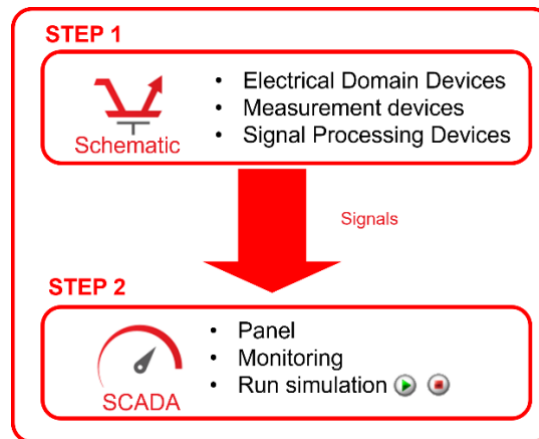 STEP 1
Schematic
• Electrical Domain Devices
• Measurement devices
• Signal Processing Devices
Signals
STEP 2
SCADA
• Panel
• Monitoring
• Run simulation